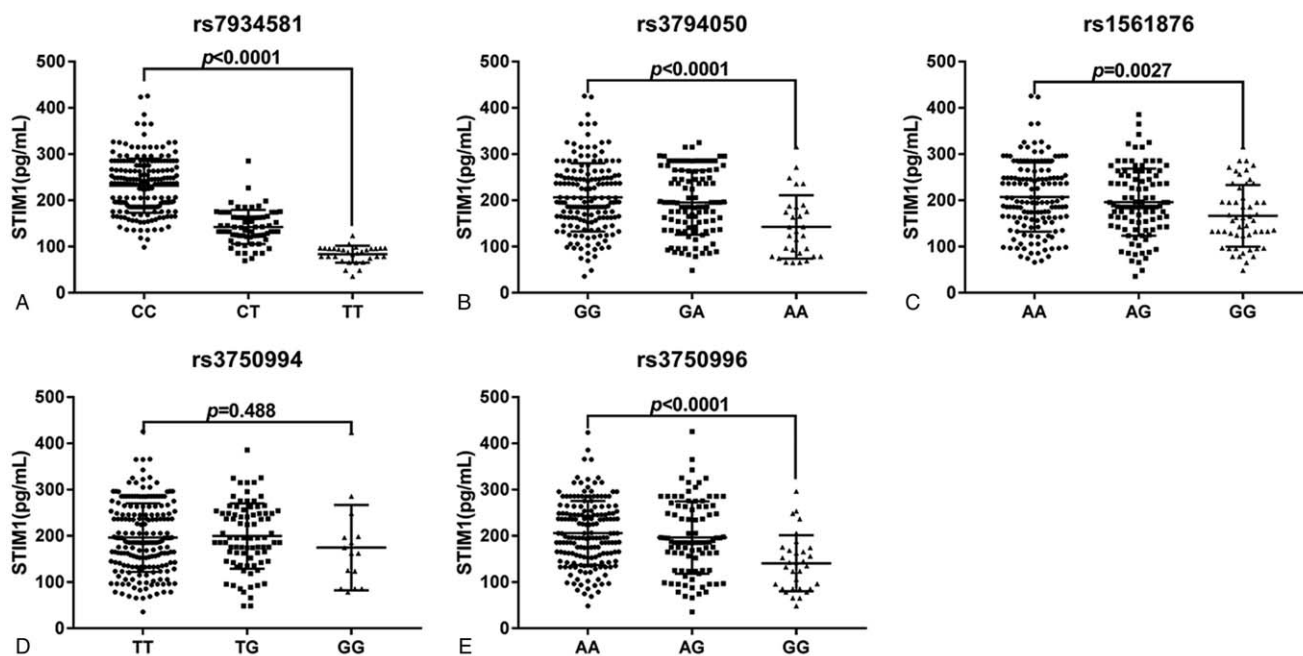 rs7934581
p<0.0001
STIM1(pg/mL)
500
400
300
200
100
0
CC CT TT
A
rs3794050
p<0.0001
STIM1(pg/mL)
500
400
300
200
100
0
GG GA AA
B
rs1561876
p=0.0027
STIM1(pg/mL)
500
400
300
200
100
0
AA AG GG
C
rs3750994
p=0.488
STIM1(pg/mL)
500
400
300
200
100
0
TT TG GG
D
rs3750996
p<0.0001
STIM1(pg/mL)
500
400
300
200
100
0
AA AG GG
E